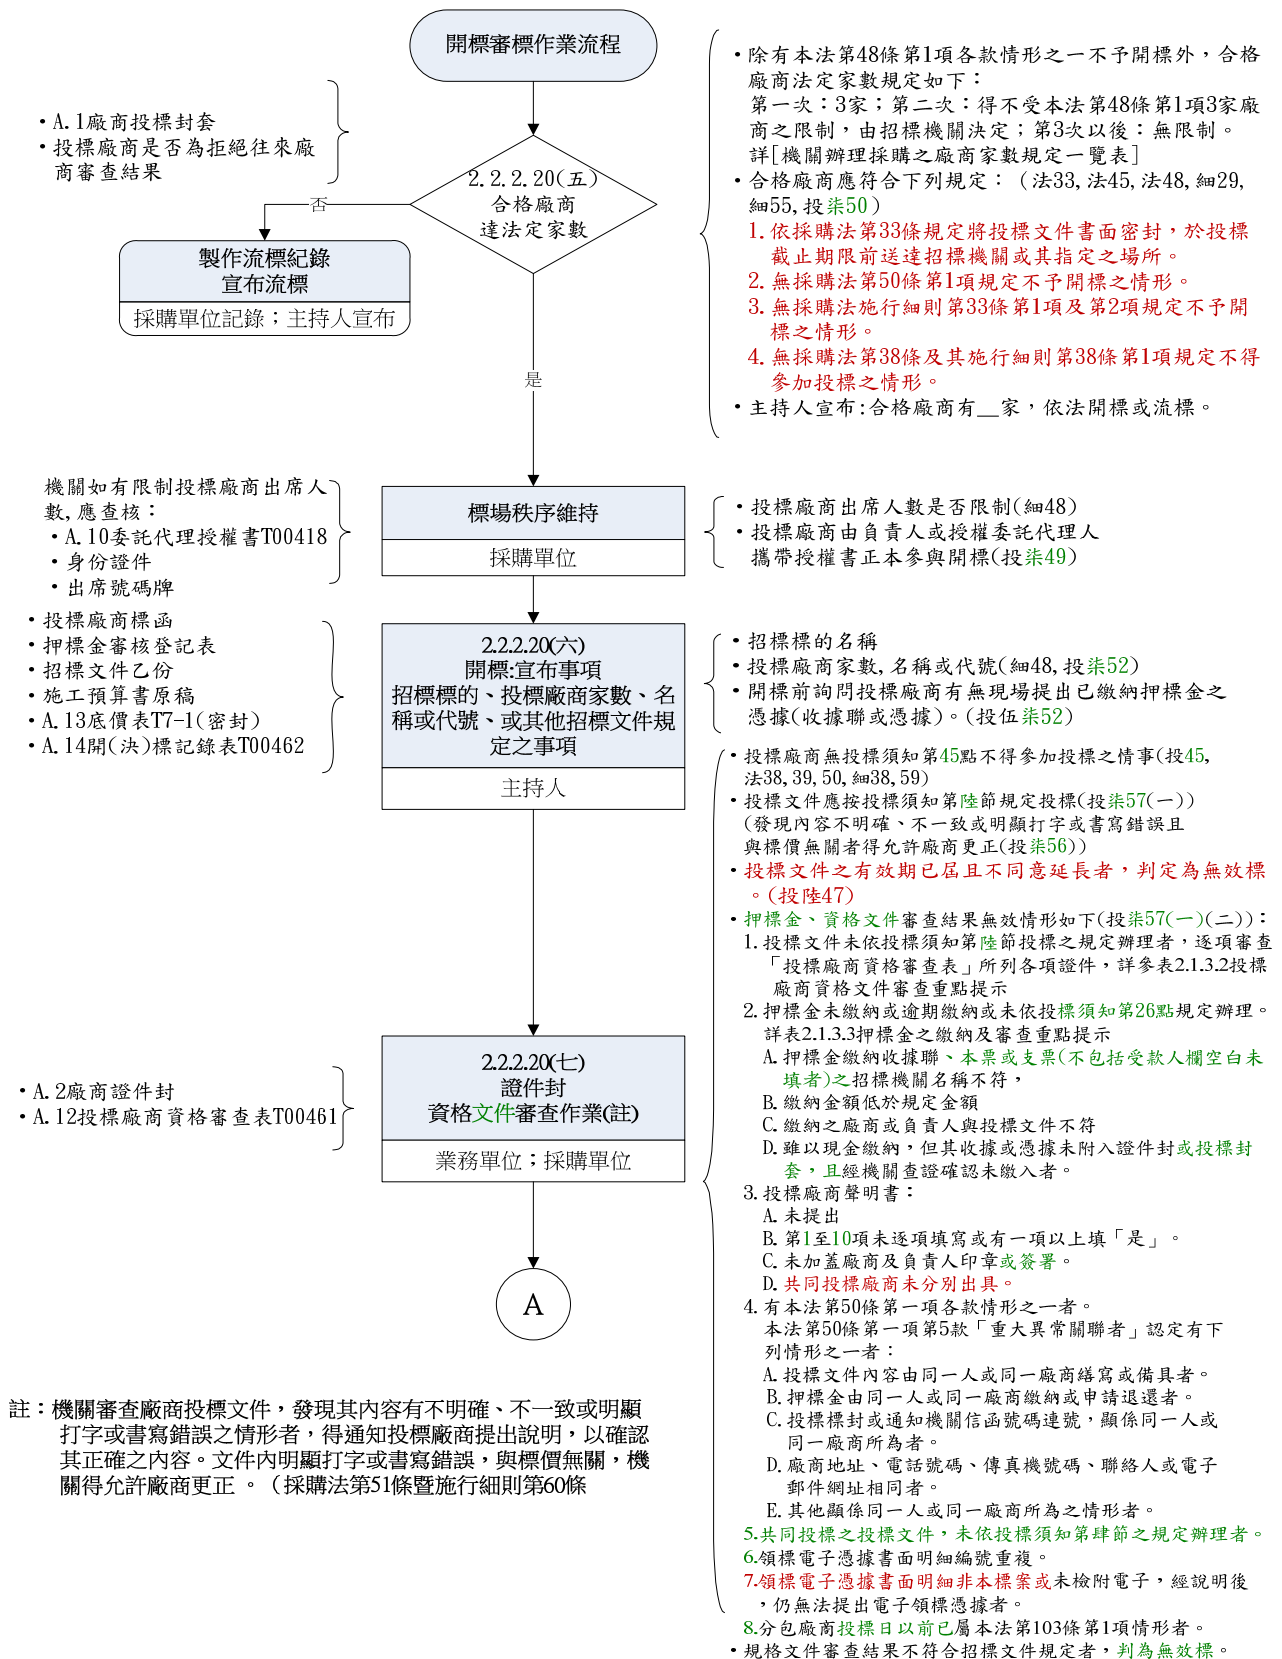 開標審標作業流程
・A.1廠商投標封套
・投標廠商是否為拒絕往來廠
商審查結果
2.2.2.20(五)
合格廠商
達法定家數
否
製作流標紀錄
宣布流標
採購單位記錄；主持人宣布
是
・除有本法第48條第1項各款情形之一不予開標外，合格
廠商法定家數規定如下：
第一次：3家；第二次：得不受本法第48條第1項3家廠
商之限制，由招標機關決定；第3次以後：無限制。
詳[機關辦理採購之廠商家數規定一覽表]
・合格廠商應符合下列規定：（法33,法45,法48,細29,
細55,投柒50）
1.依採購法第33條規定將投標文件書面密封，於投標
截止期限前送達招標機關或其指定之場所。
2.無採購法第50條第1項規定不予開標之情形。
3.無採購法施行細則第33條第1項及第2項規定不予開
標之情形。
4.無採購法第38條及其施行細則第38條第1項規定不得
參加投標之情形。
・主持人宣布:合格廠商有__家，依法開標或流標。
機關如有限制投標廠商出席人
數,應查核：
・A.10委託代理授權書T00418
・身份證件
・出席號碼牌
標場秩序維持
採購單位
・投標廠商出席人數是否限制(細48)
・投標廠商由負責人或授權委託代理人
攜帶授權書正本參與開標(投柒49)
・投標廠商標函
・押標金審核登記表
・招標文件乙份
・施工預算書原稿
・A.13底價表T7-1(密封)
・A.14開(決)標記錄表T00462
2.2.2.20(六)
開標:宣布事項
招標標的、投標廠商家數、名
稱或代號、或其他招標文件規
定之事項
主持人
・招標標的名稱
・投標廠商家數,名稱或代號(細48,投柒52)
・開標前詢問投標廠商有無現場提出已繳納押標金之
憑據(收據聯或憑據)。(投伍柒52)
・投標廠商無投標須知第45點不得參加投標之情事(投45,
法38,39,50,細38,59)
・投標文件應按投標須知第陸節規定投標(投柒57(一))
(發現內容不明確、不一致或明顯打字或書寫錯誤且
與標價無關者得允許廠商更正(投柒56))
・投標文件之有效期已屆且不同意延長者，判定為無效標
。(投陸47)
・押標金、資格文件審查結果無效情形如下(投柒57(一)(二))：
1.投標文件未依投標須知第陸節投標之規定辦理者，逐項審查
「投標廠商資格審查表」所列各項證件，詳參表2.1.3.2投標
廠商資格文件審查重點提示
2.押標金未繳納或逾期繳納或未依投標須知第26點規定辦理。
詳表2.1.3.3押標金之繳納及審查重點提示
A.押標金繳納收據聯、本票或支票(不包括受款人欄空白未
填者)之招標機關名稱不符，
B.繳納金額低於規定金額
C.繳納之廠商或負責人與投標文件不符
D.雖以現金繳納，但其收據或憑據未附入證件封或投標封
套，且經機關查證確認未繳入者。
3.投標廠商聲明書：
A.未提出
B.第1至10項未逐項填寫或有一項以上填「是」。
C.未加蓋廠商及負責人印章或簽署。
D.共同投標廠商未分別出具。
4.有本法第50條第一項各款情形之一者。
本法第50條第一項第5款「重大異常關聯者」認定有下
列情形之一者：
A.投標文件內容由同一人或同一廠商繕寫或備具者。
B.押標金由同一人或同一廠商繳納或申請退還者。
C.投標標封或通知機關信函號碼連號，顯係同一人或
同一廠商所為者。
D.廠商地址、電話號碼、傳真機號碼、聯絡人或電子
郵件網址相同者。
E.其他顯係同一人或同一廠商所為之情形者。
5.共同投標之投標文件，未依投標須知第肆節之規定辦理者。
6.領標電子憑據書面明細編號重複。
7.領標電子憑據書面明細非本標案或未檢附電子，經說明後
，仍無法提出電子領標憑據者。
8.分包廠商投標日以前已屬本法第103條第1項情形者。
・規格文件審查結果不符合招標文件規定者，判為無效標。
・A.2廠商證件封
・A.12投標廠商資格審查表T00461
2.2.2.20(七)
證件封
資格文件審查作業(註)
業務單位；採購單位
A
註：機關審查廠商投標文件，發現其內容有不明確、不一致或明顯
打字或書寫錯誤之情形者，得通知投標廠商提出說明，以確認
其正確之內容。文件內明顯打字或書寫錯誤，與標價無關，機
關得允許廠商更正 。（採購法第51條暨施行細則第60條